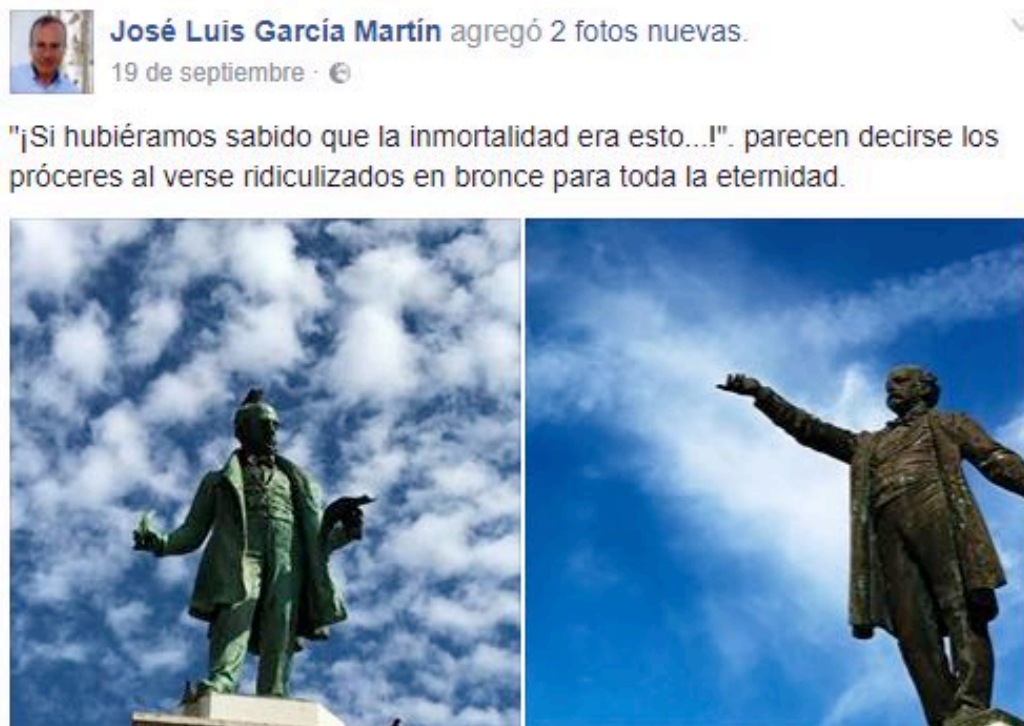 José Luis García Martín agregó 2 fotos nuevas.
19 de septiembre ·
"¡Si hubiéramos sabido que la inmortalidad era esto...!". parecen decirse los
próceres al verse ridiculizados en bronce para toda la eternidad.